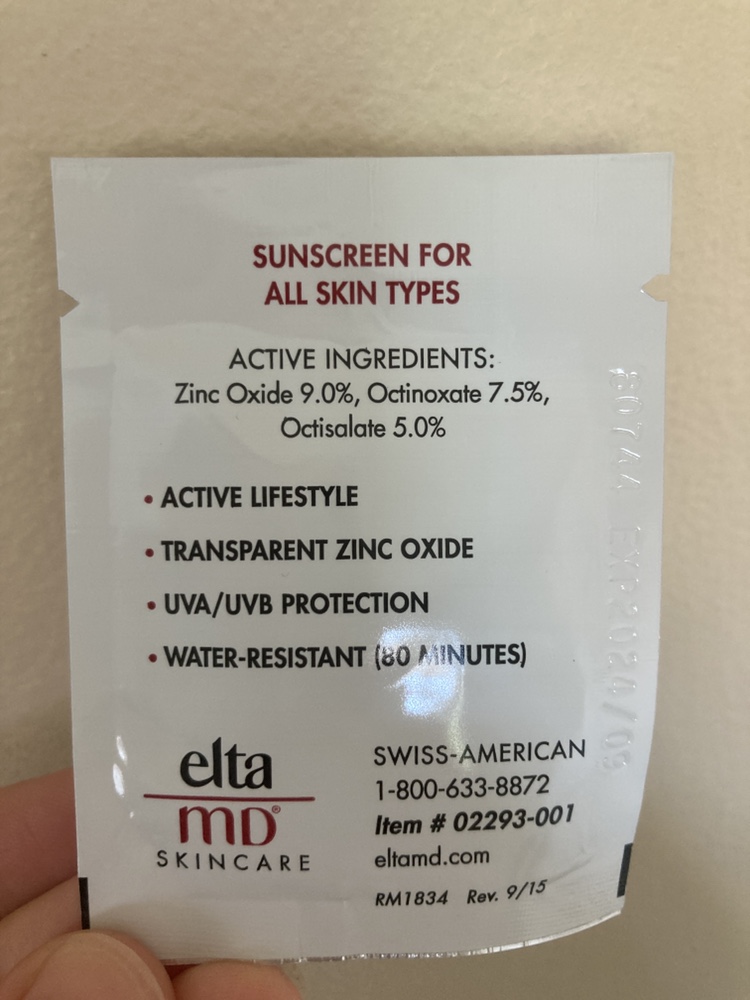 SUNSCREEN FOR
ALL SKIN TYPES
ACTIVE INGREDIENTS:
Zinc Oxide 9.0%, Octinoxate 7.5%,
Octisalate 5.0%
• ACTIVE LIFESTYLE
• TRANSPARENT ZINC OXIDE
• UVA/UVB PROTECTION
• WATER-RESISTANT (80 MINUTES)
elta
MD®
SKINCARE
SWISS-AMERICAN
1-800-633-8872
Item # 02293-001
eltamd.com
RM1834 Rev. 9/15
EXP2024/09